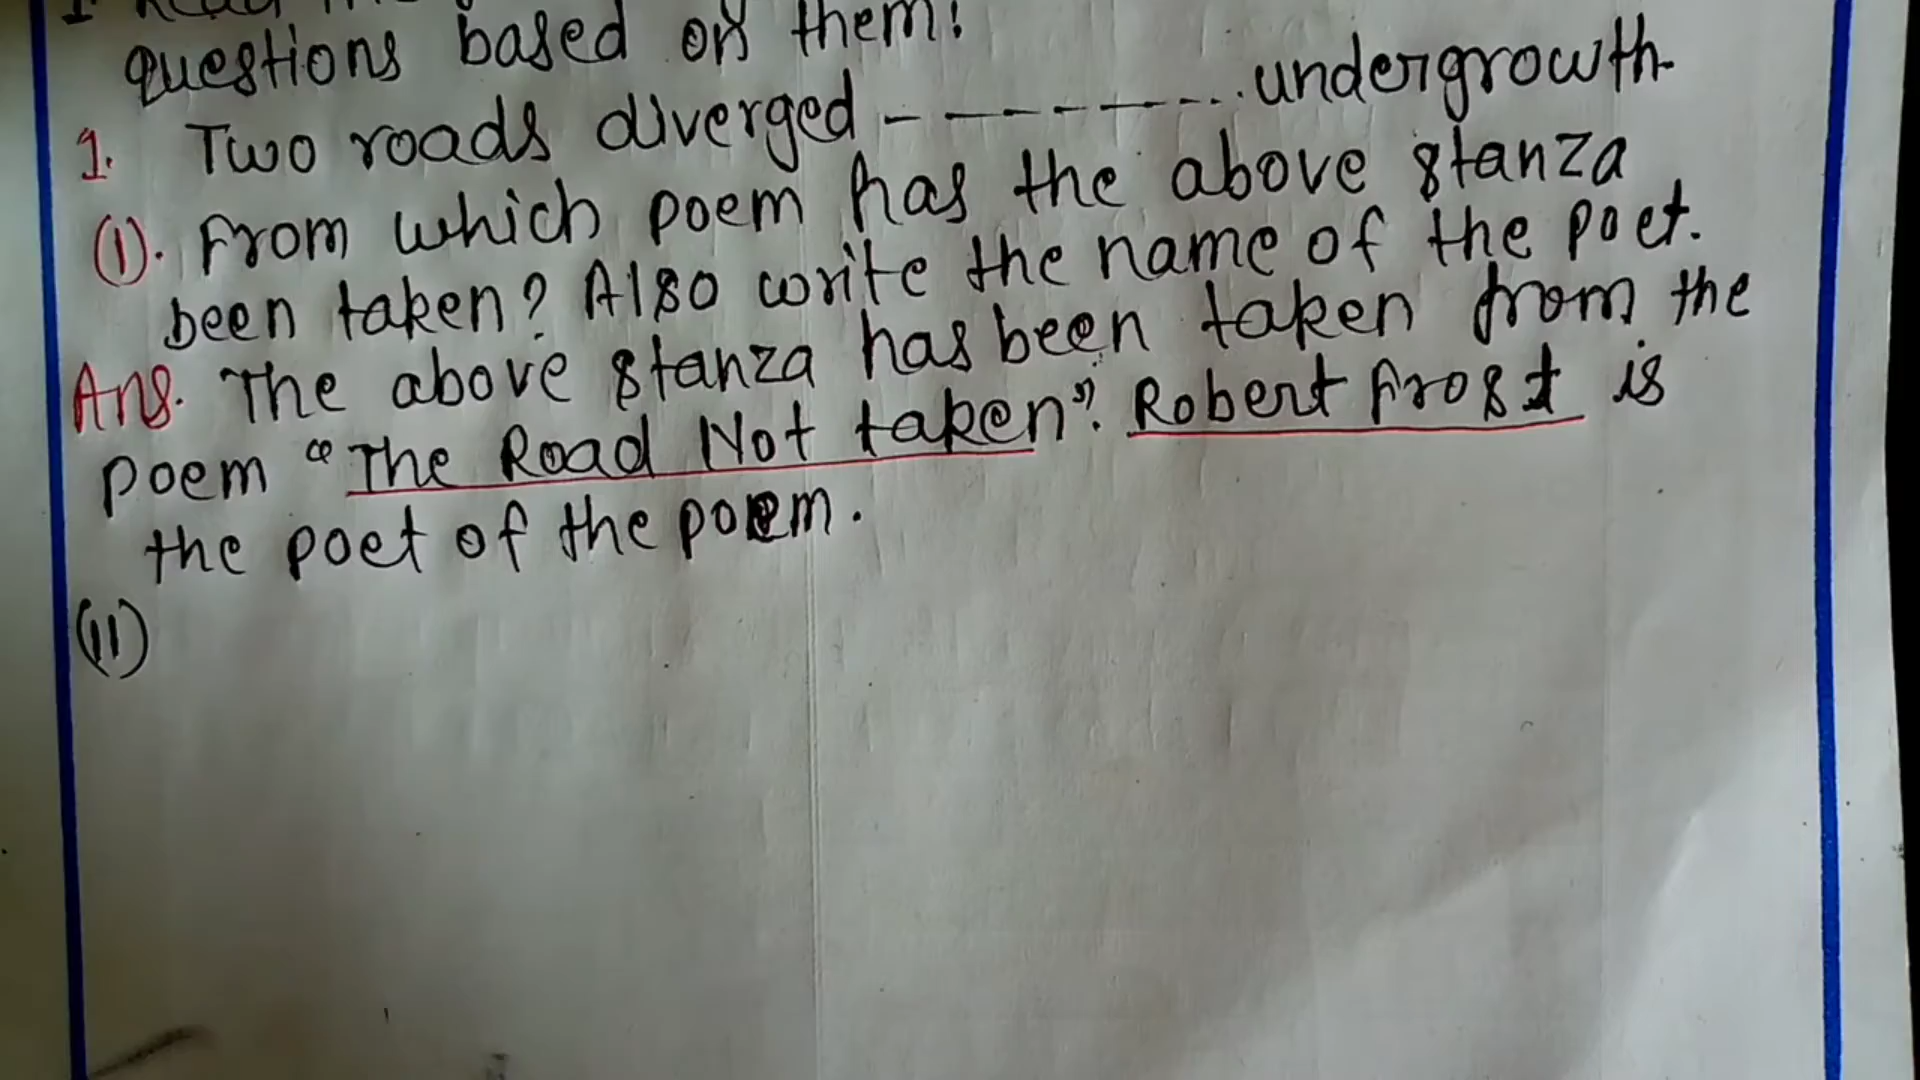 questions based on them:
1. Two roads diverged - - - - - - - ... undergrowth
(I). From which poem has the above stanza
been taken? Also write the name of the poet.
Ans. The above stanza has been taken from the
poem "The Road Not taken". Robert Frost is
the poet of the poem.
(II)